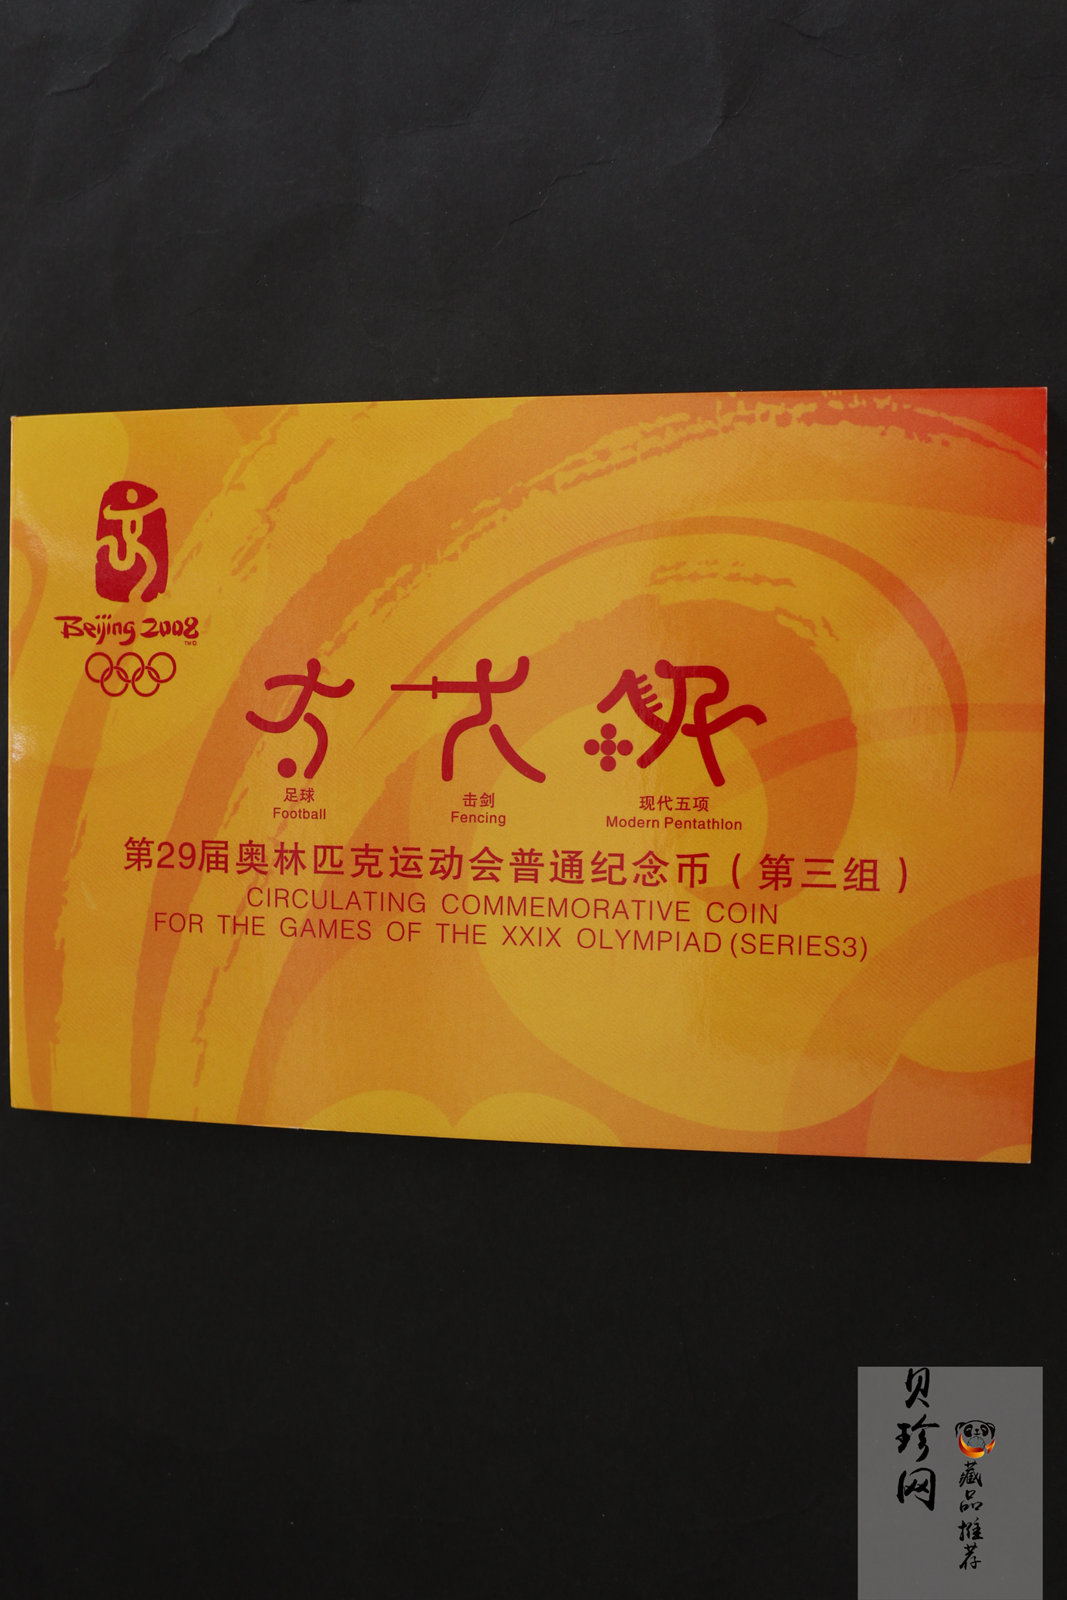 Beijing 2008
足球
Football
击剑
Fencing
现代五项
Modern Pentathlon
第29届奥林匹克运动会普通纪念币（第三组）
CIRCULATING COMMEMORATIVE COIN
FOR THE GAMES OF THE XXIX OLYMPIAD (SERIES3)
贝珍网
藏品推荐